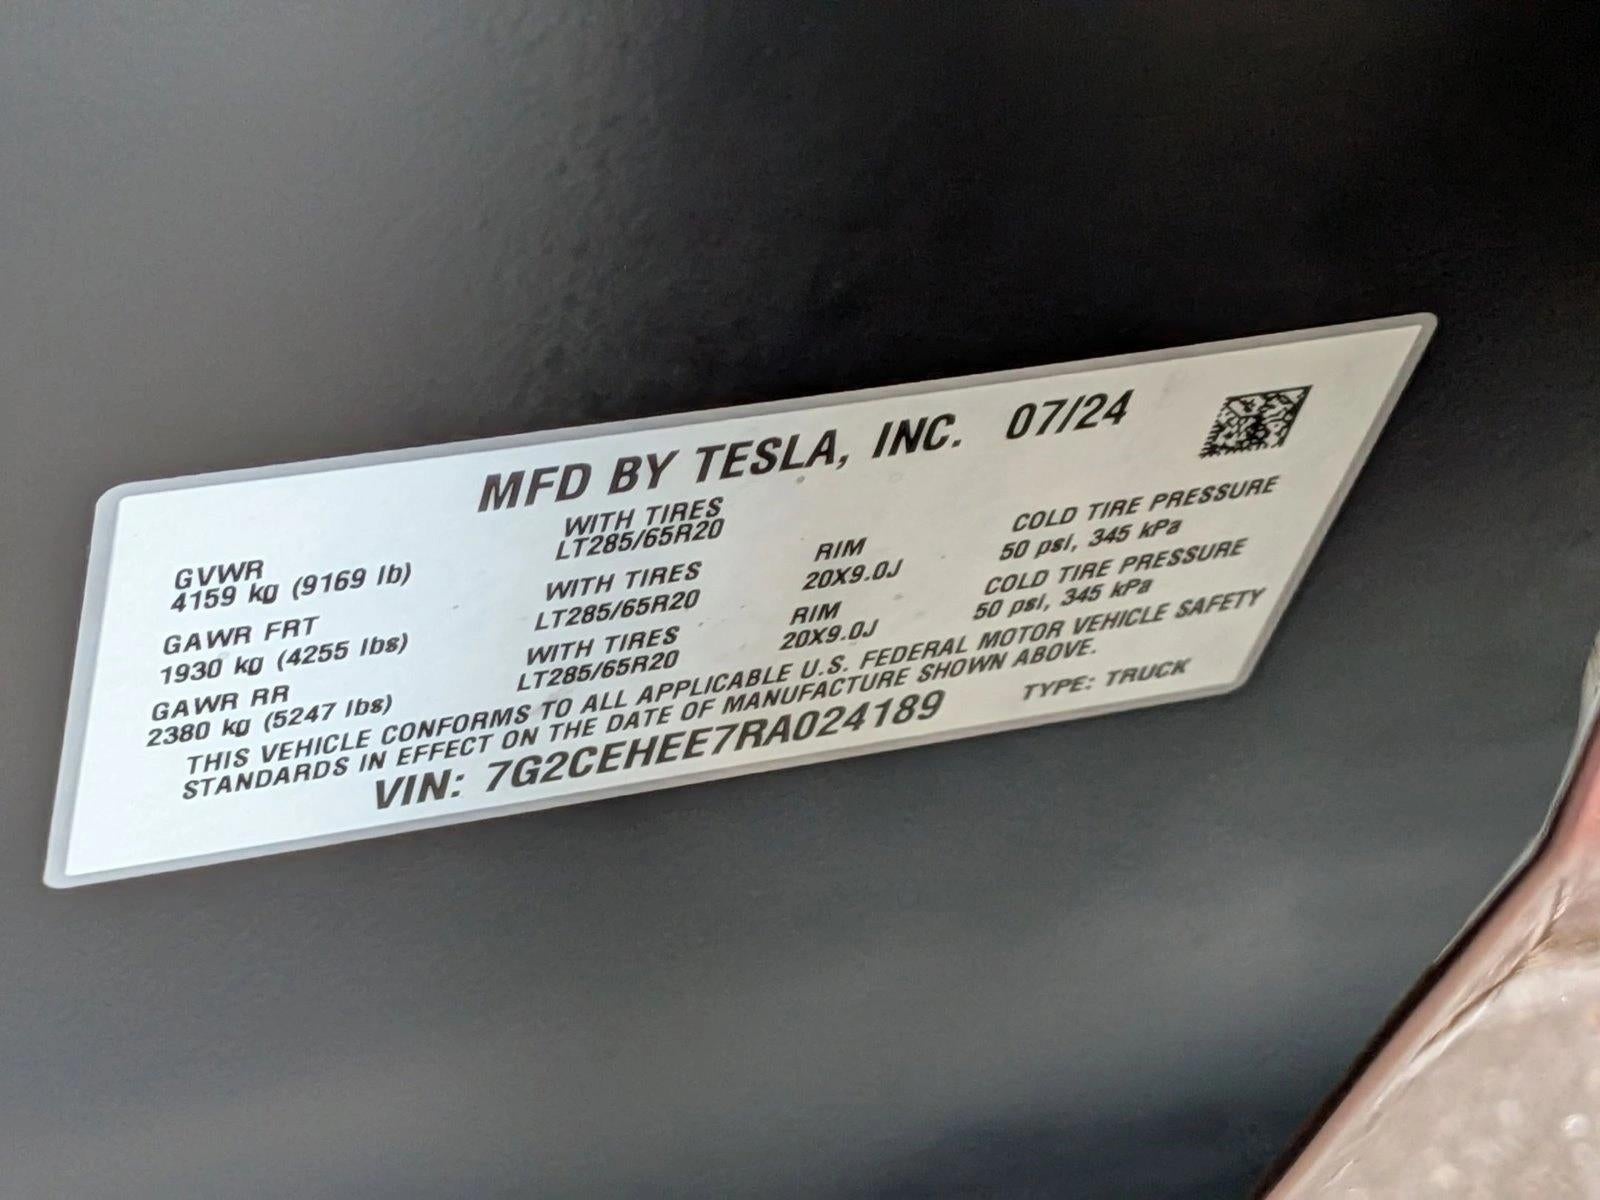 MFD BY TESLA, INC. 07/24
GVWR WITH TIRES COLD TIRE PRESSURE
4159 kg (9169 lb) LT285/65R20 50 psi, 345 kPa
GAWR FRT WITH TIRES RIM COLD TIRE PRESSURE
1930 kg (4255 lbs) LT285/65R20 20X9.0J 50 psi, 345 kPa
GAWR RR WITH TIRES RIM
2380 kg (5247 lbs) LT285/65R20 20X9.0J
THIS VEHICLE CONFORMS TO ALL APPLICABLE U.S. FEDERAL MOTOR VEHICLE SAFETY
STANDARDS IN EFFECT ON THE DATE OF MANUFACTURE SHOWN ABOVE.
VIN: 7G2CEHEE7RA024189 TYPE: TRUCK